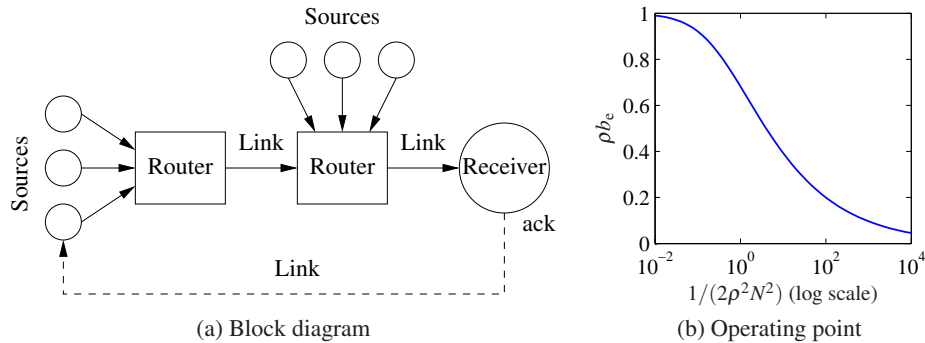 Sources
Sources
Router
Link
Router
Link
Receiver
ack
Link
(a) Block diagram
1
0.8
0.6
0.4
0.2
0
ρb_e
10^−2
10^0
10^2
10^4
1/(2ρ^2N^2) (log scale)
(b) Operating point